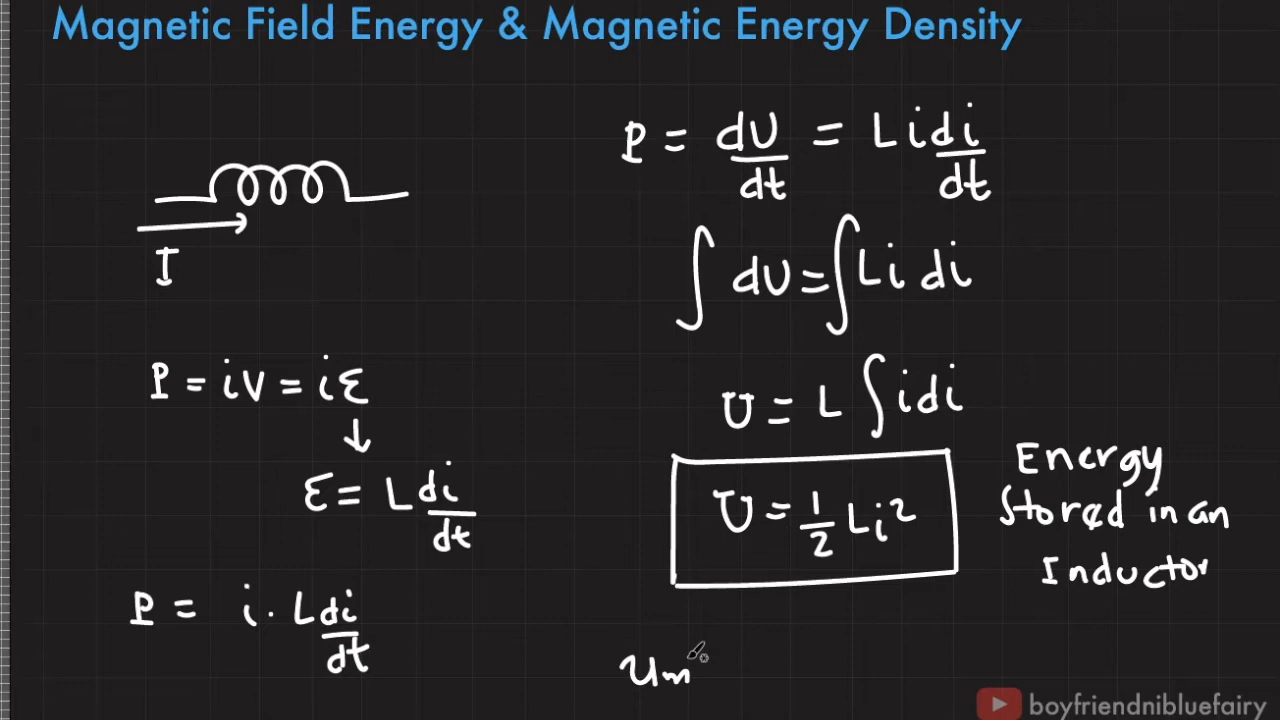 Magnetic Field Energy & Magnetic Energy Density
I
P = iV = iε
ε = L di/dt
P = i · L di/dt
P = dU/dt = L i di/dt
∫ dU = ∫ L i di
U = L ∫ i di
U = 1/2 L i²
Energy
Stored in an
Inductor
Um
boyfriendnibluefairy